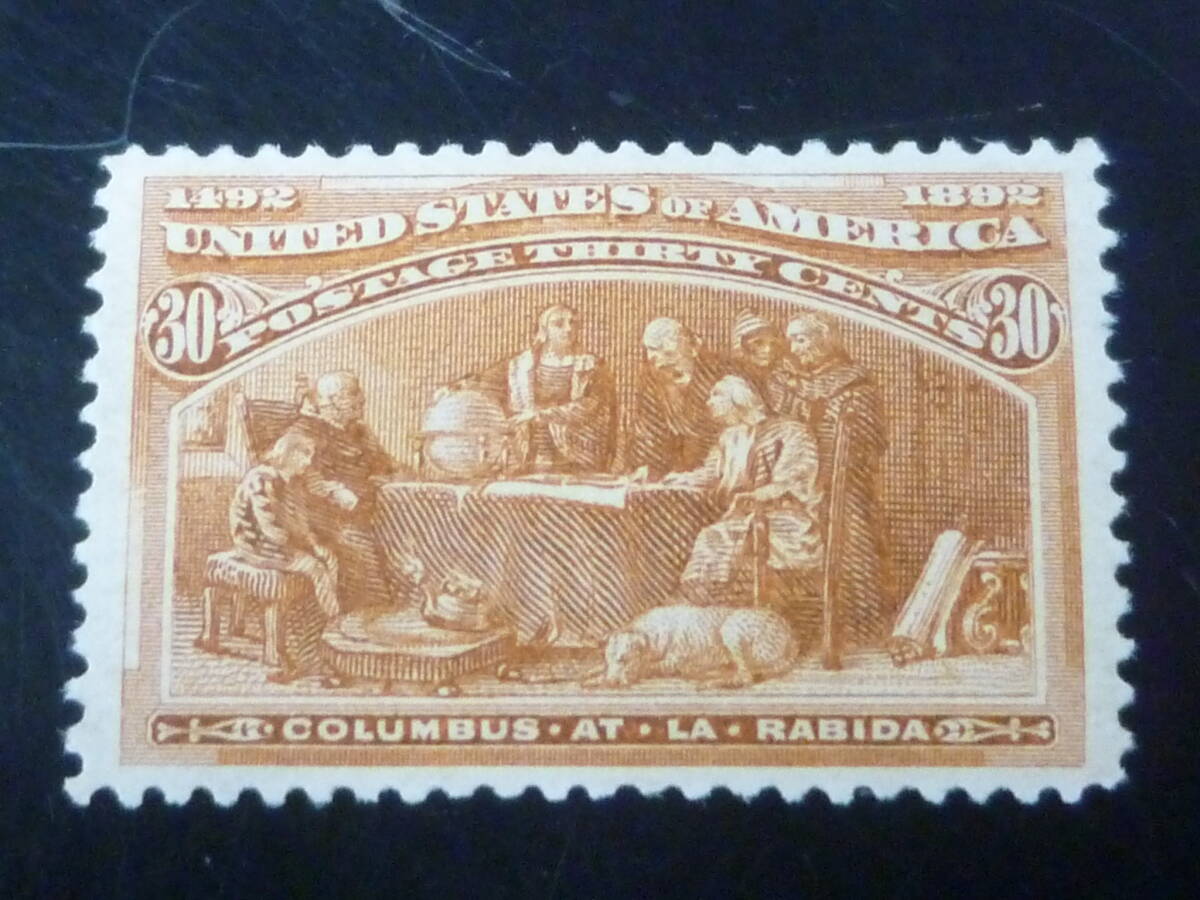 1492 1892
UNITED STATES OF AMERICA
POSTAGE THIRTY CENTS
30 30
COLUMBUS · AT · LA · RABIDA